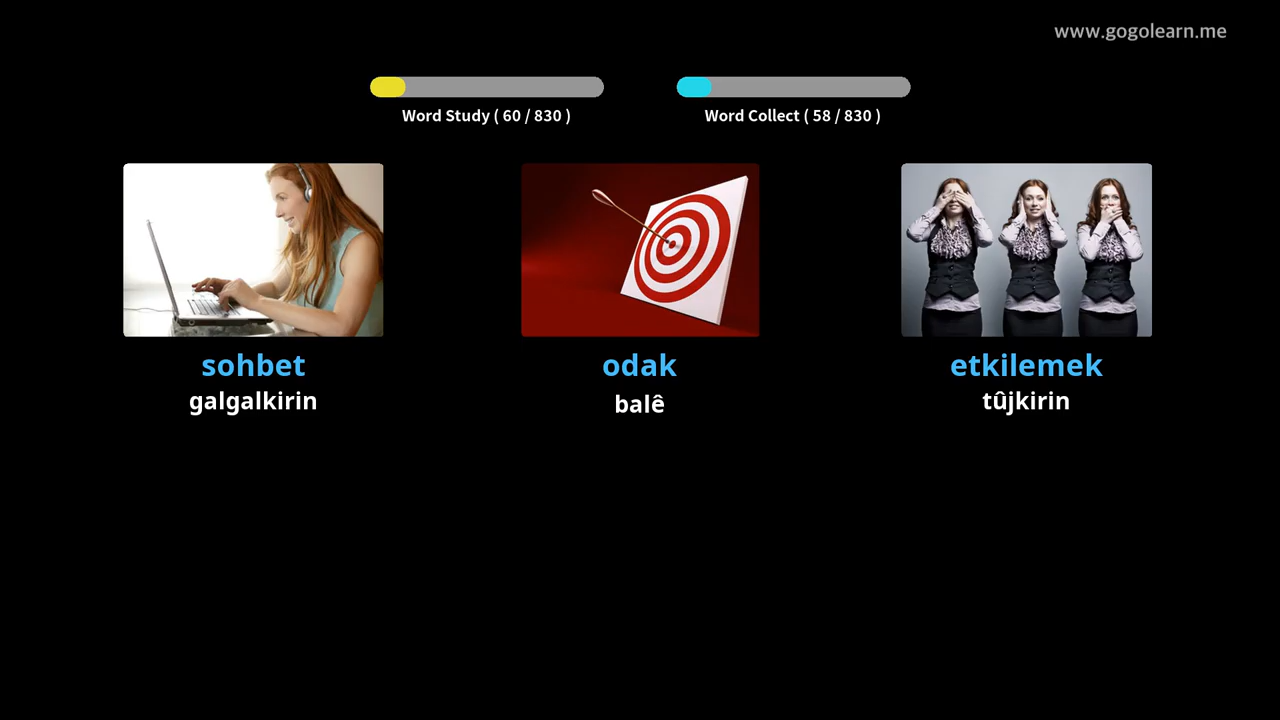 www.gogolearn.me
Word Study ( 60 / 830 )
Word Collect ( 58 / 830 )
sohbet
galgalkirin
odak
balê
etkilemek
tûjkirin